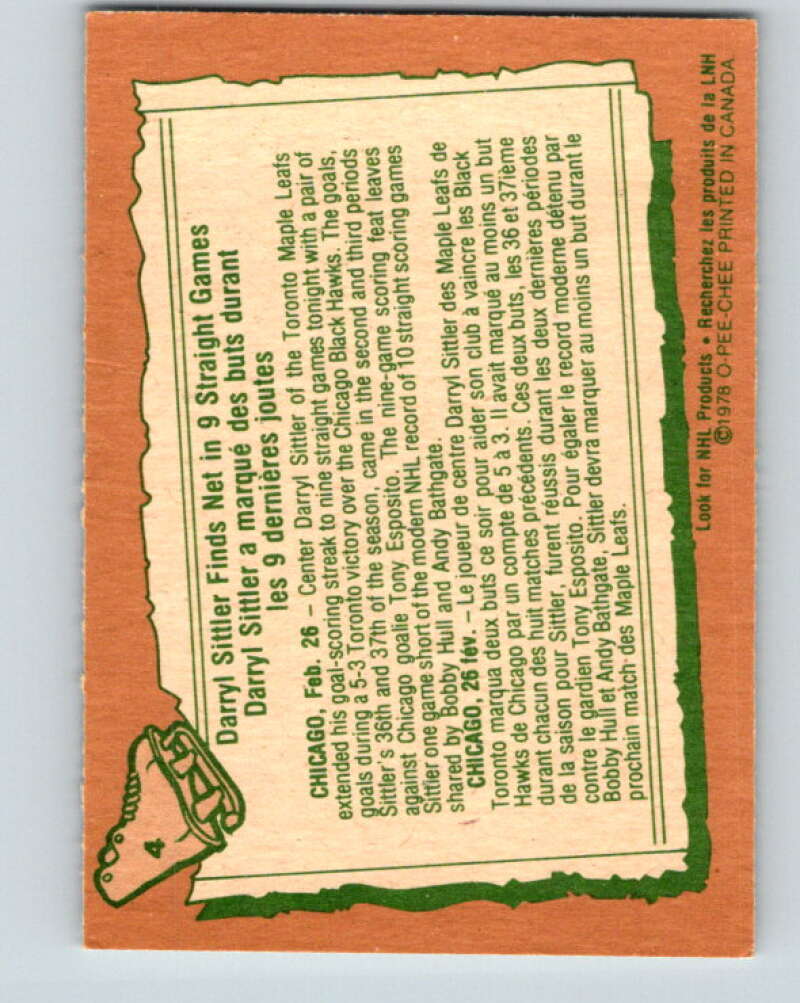 4
Darryl Sittler Finds Net in 9 Straight Games
Darryl Sittler a marqué des buts durant
les 9 dernières joutes
CHICAGO, Feb. 26 – Center Darryl Sittler of the Toronto Maple Leafs
extended his goal-scoring streak to nine straight games tonight with a pair of
goals during a 5-3 Toronto victory over the Chicago Black Hawks. The goals,
Sittler's 36th and 37th of the season, came in the second and third periods
against Chicago goalie Tony Esposito. The nine-game scoring feat leaves
Sittler one game short of the modern NHL record of 10 straight scoring games
shared by Bobby Hull and Andy Bathgate.
CHICAGO, 26 fév. – Le joueur de centre Darryl Sittler des Maple Leafs de
Toronto marqua deux buts ce soir pour aider son club à vaincre les Black
Hawks de Chicago par un compte de 5 à 3. Il avait marqué au moins un but
durant chacun des huit matches précédents. Ces deux buts, les 36 et 37ième
de la saison pour Sittler, furent réussis durant les deux dernières périodes
contre le gardien Tony Esposito. Pour égaler le record moderne détenu par
Bobby Hull et Andy Bathgate, Sittler devra marquer au moins un but durant le
prochain match des Maple Leafs.
Look for NHL Products • Recherchez les produits de la LNH
©1978 O-PEE-CHEE PRINTED IN CANADA.